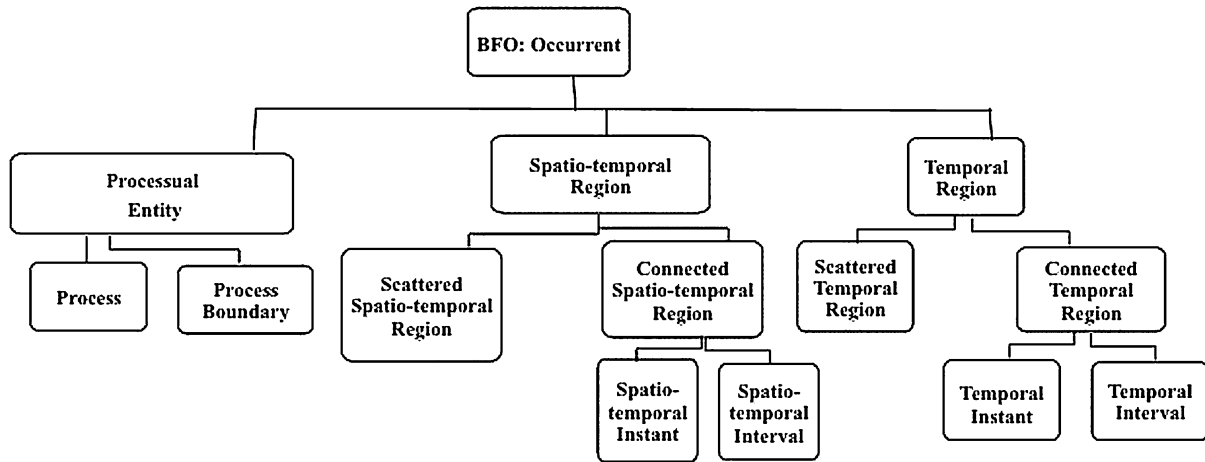 BFO: Occurrent
Processual
Entity
Spatio-temporal
Region
Temporal
Region
Process
Process
Boundary
Scattered
Spatio-temporal
Region
Connected
Spatio-temporal
Region
Scattered
Temporal
Region
Connected
Temporal
Region
Spatio-
temporal
Instant
Spatio-
temporal
Interval
Temporal
Instant
Temporal
Interval